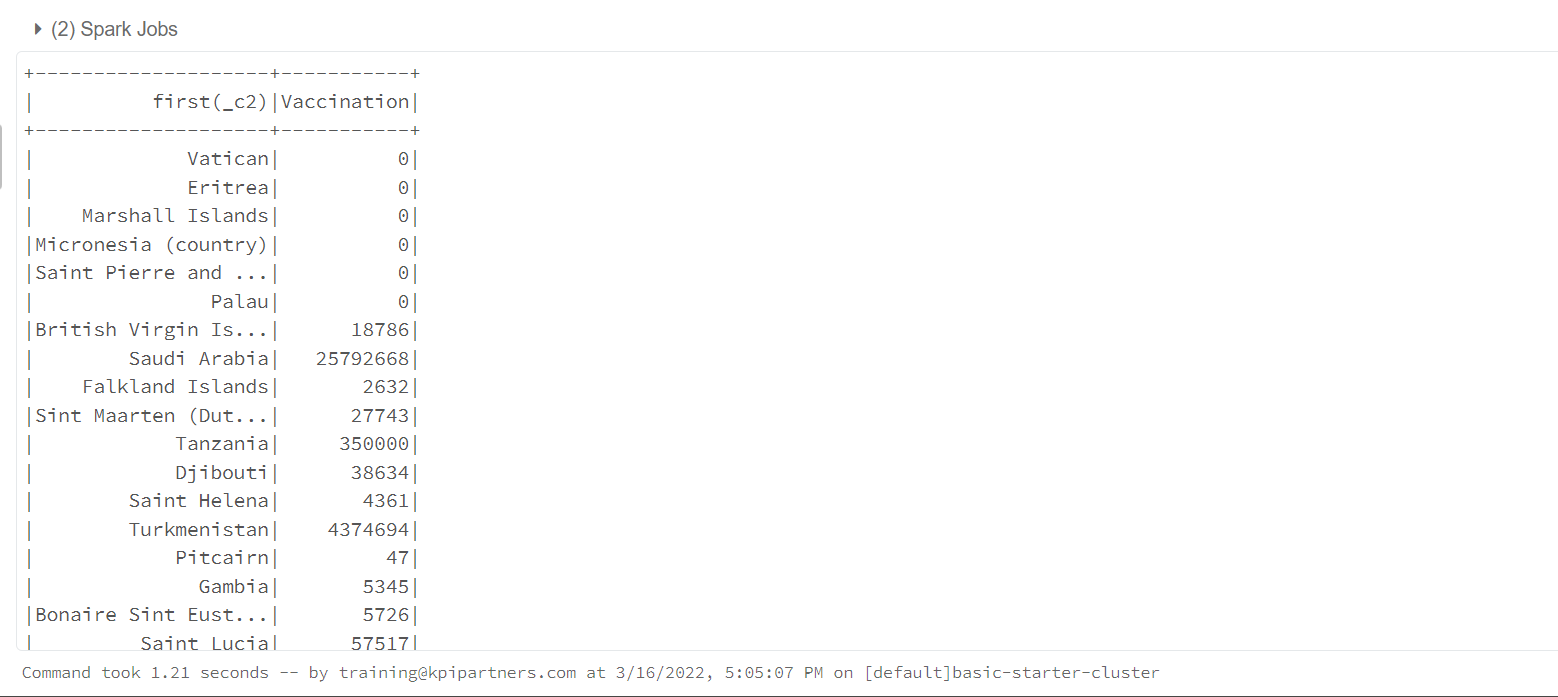 (2) Spark Jobs
+--------------------+-----------+
|          first(_c2)|Vaccination|
+--------------------+-----------+
|             Vatican|          0|
|             Eritrea|          0|
|    Marshall Islands|          0|
|Micronesia (country)|          0|
|Saint Pierre and ...|          0|
|               Palau|          0|
|British Virgin Is...|      18786|
|        Saudi Arabia|   25792668|
|    Falkland Islands|       2632|
|Sint Maarten (Dut...|      27743|
|            Tanzania|     350000|
|            Djibouti|      38634|
|        Saint Helena|       4361|
|        Turkmenistan|    4374694|
|            Pitcairn|         47|
|              Gambia|       5345|
|Bonaire Sint Eust...|       5726|
|         Saint Lucia|      57517|
Command took 1.21 seconds -- by training@kpipartners.com at 3/16/2022, 5:05:07 PM on [default]basic-starter-cluster